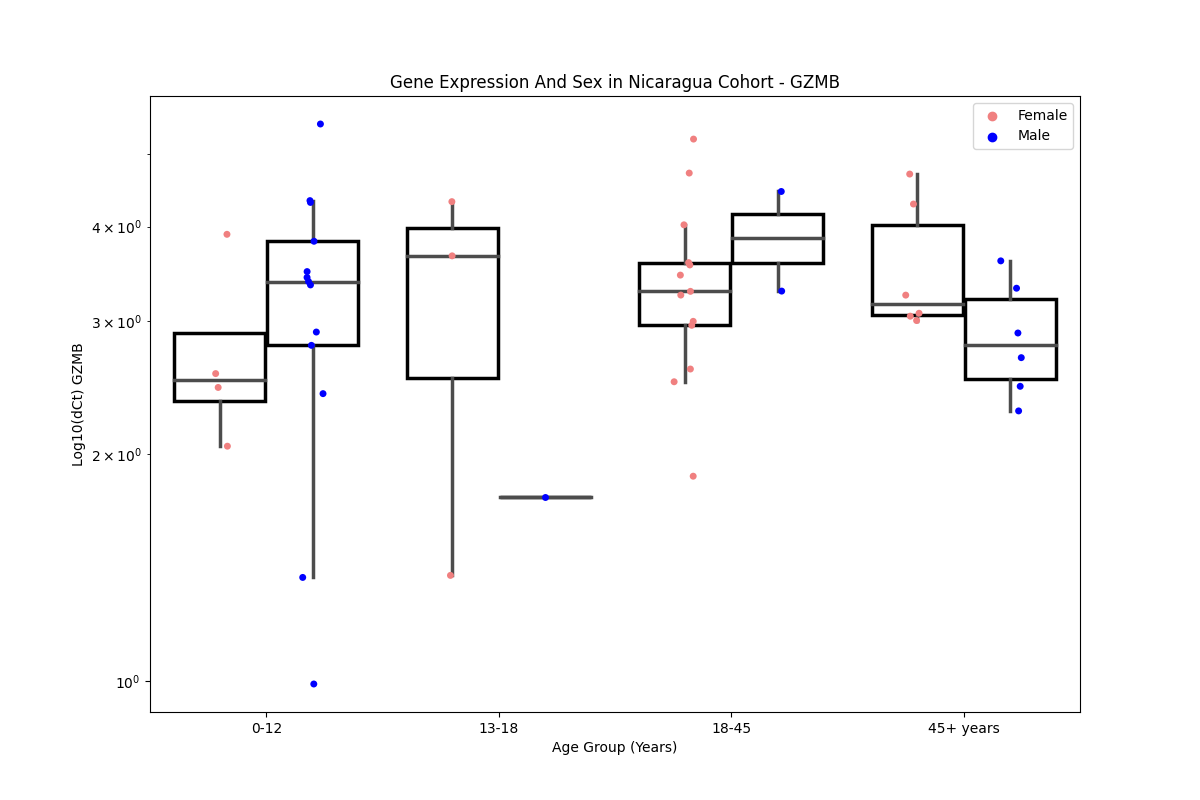 Gene Expression And Sex in Nicaragua Cohort - GZMB
Female
Male
Log10(dCt) GZMB
4 × 10⁰
3 × 10⁰
2 × 10⁰
10⁰
0-12
13-18
18-45
45+ years
Age Group (Years)